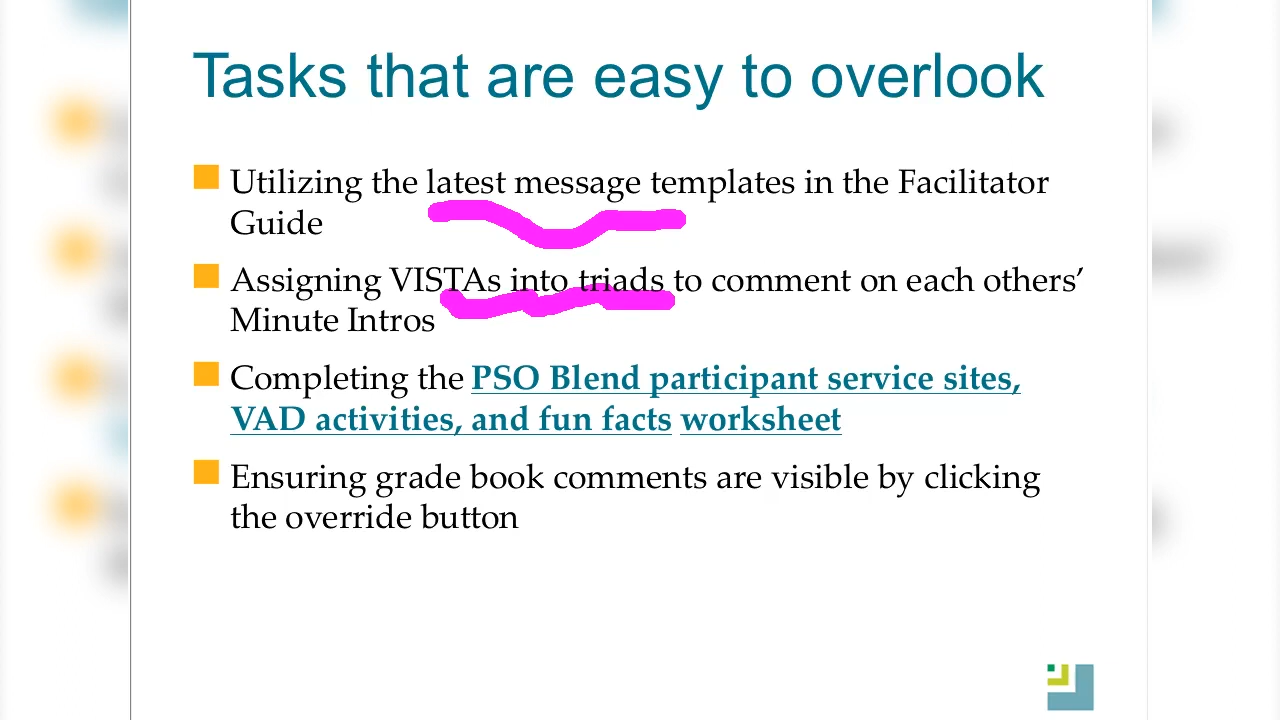 Tasks that are easy to overlook
Utilizing the latest message templates in the Facilitator
Guide
Assigning VISTAs into triads to comment on each others’
Minute Intros
Completing the PSO Blend participant service sites,
VAD activities, and fun facts worksheet
Ensuring grade book comments are visible by clicking
the override button